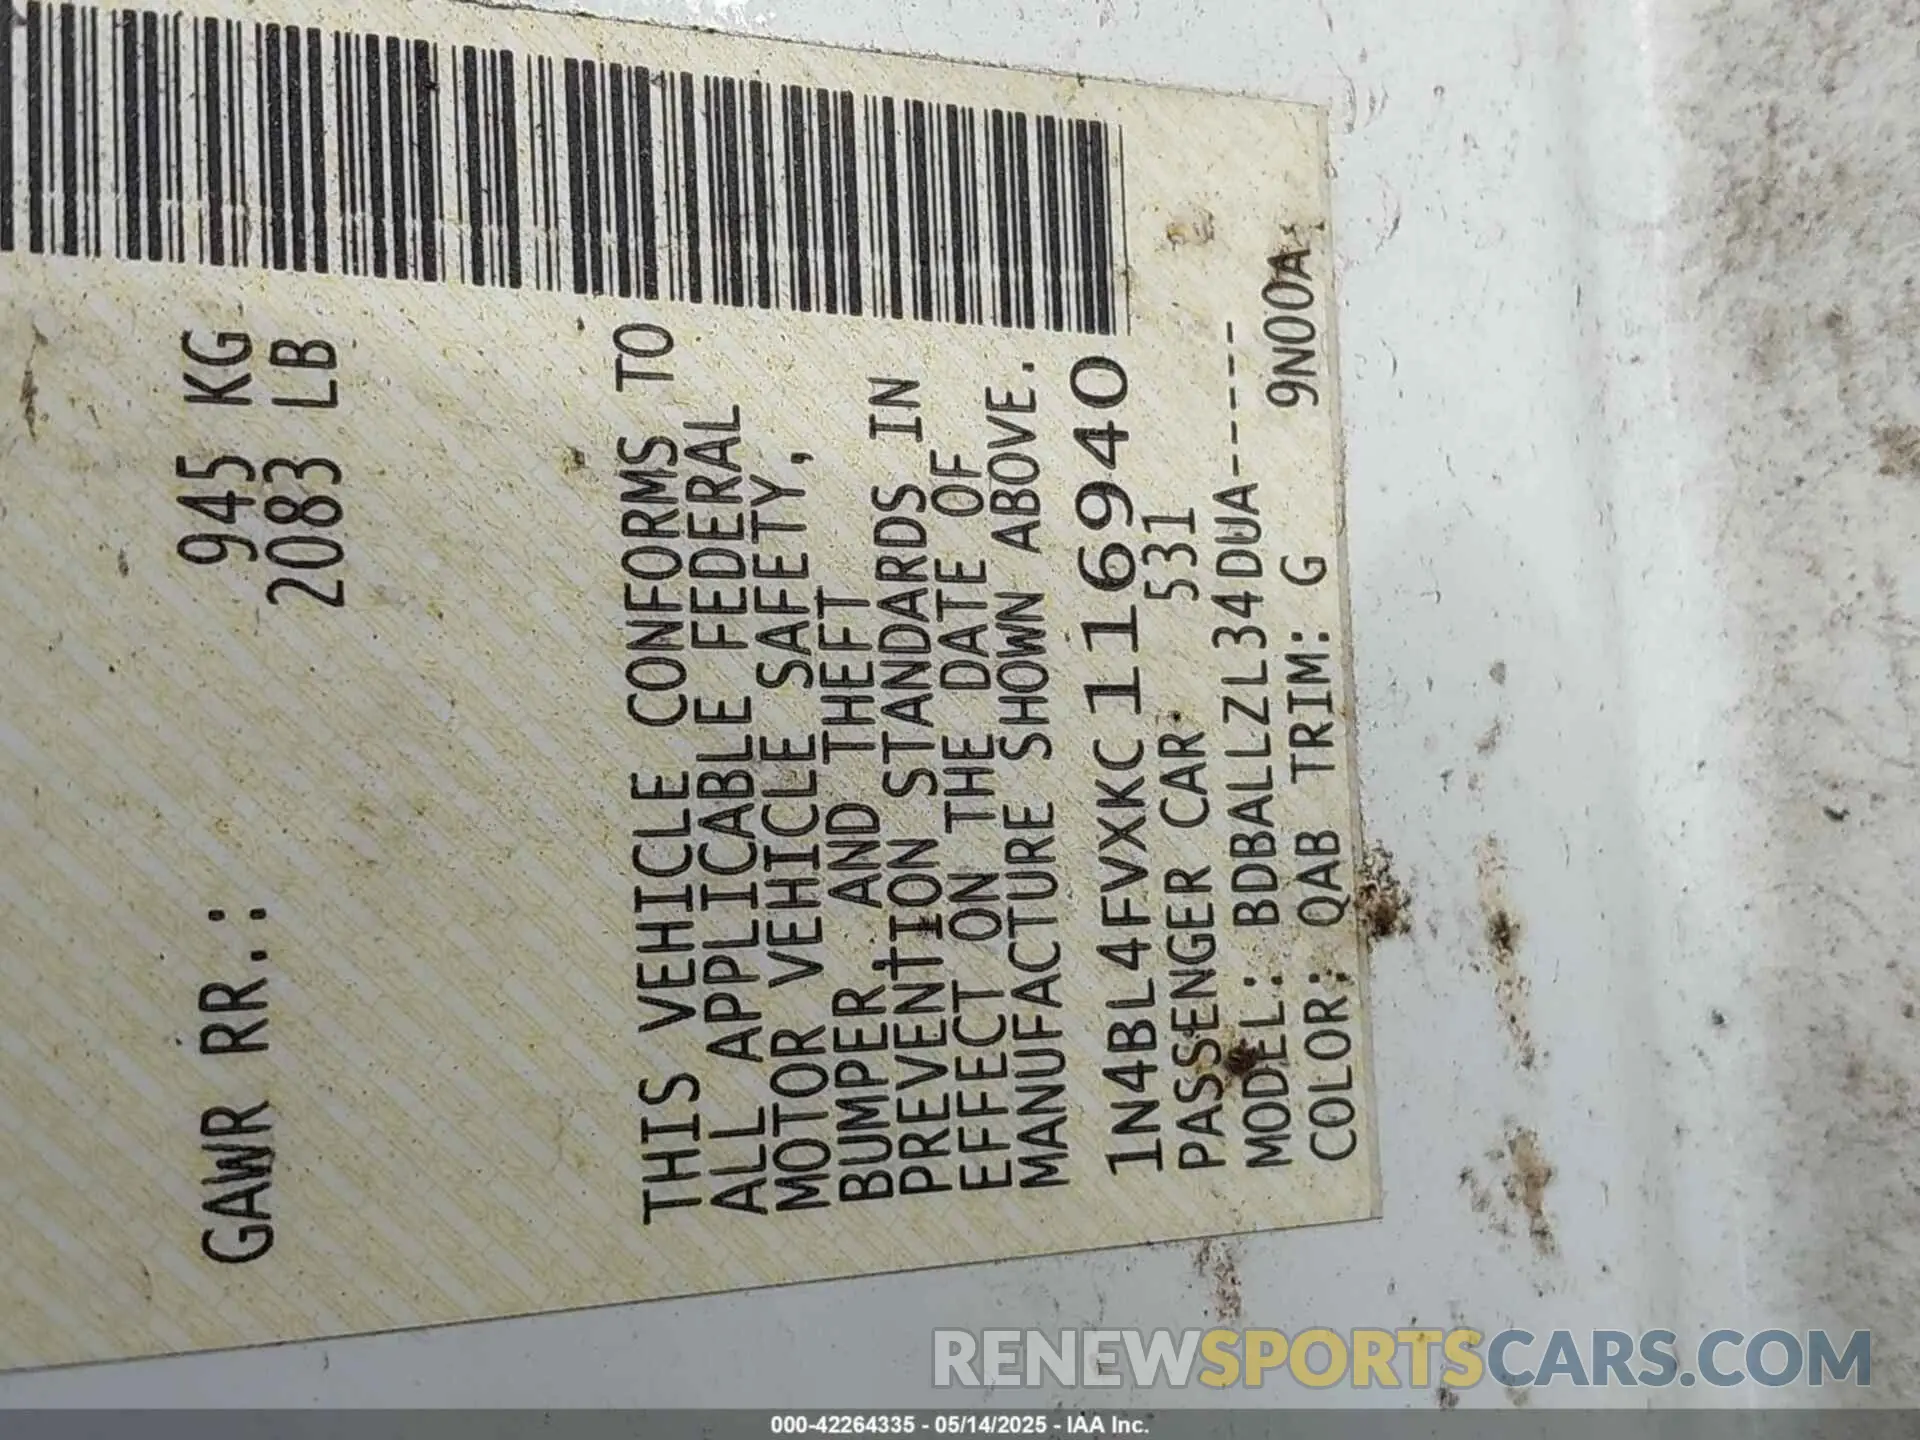 GAWR RR.: 945 KG
2083 LB
THIS VEHICLE CONFORMS TO
ALL APPLICABLE FEDERAL
MOTOR VEHICLE SAFETY,
BUMPER AND THEFT
PREVENTION STANDARDS IN
EFFECT ON THE DATE OF
MANUFACTURE SHOWN ABOVE.
1N4BL4FVXKC116940
PASSENGER CAR 531
MODEL: BDBALLZL34DUA-----
COLOR: QAB TRIM: G 9N00A
RENEWSPORTSCARS.COM
000-42264335 - 05/14/2025 - IAA Inc.